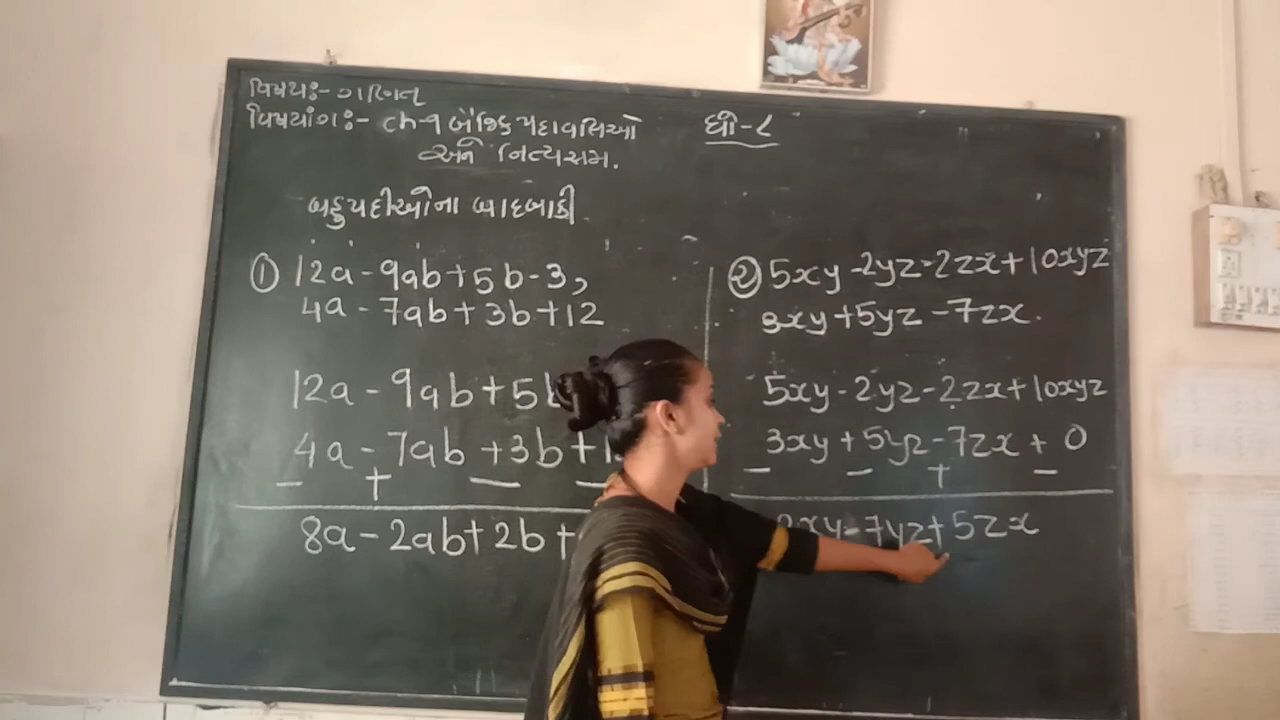 વિષય:- ગણિત
વિષયાંગ:- ch-૧ બૈજિક પદાવલિઓ
અને નિત્યસમ.
ધો-૮
બહુપદીઓના બાદબાકી
① 12a - 9ab + 5b - 3,
4a - 7ab + 3b + 12
12a - 9ab + 5b
4a - 7ab + 3b + 1
- + - -
8a - 2ab + 2b +
② 5xy - 2yz - 2zx + 10xyz
3xy + 5yz - 7zx.
5xy - 2yz - 2zx + 10xyz
3xy + 5yz - 7zx + 0
- - + -
2xy - 7yz + 5zx